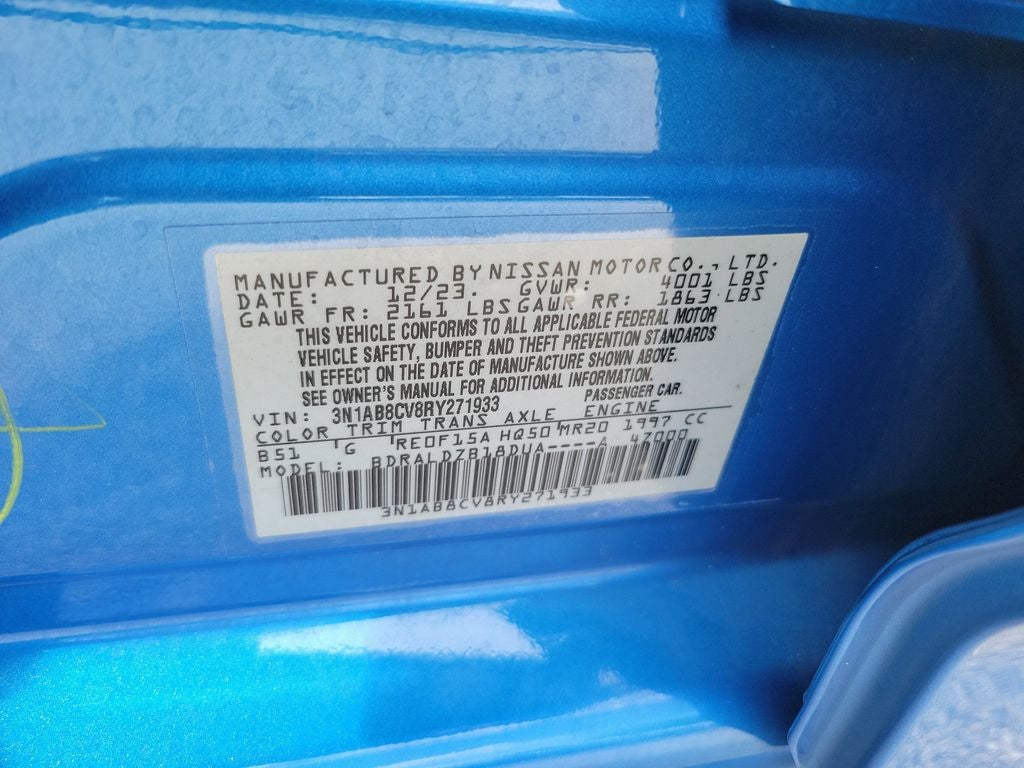 MANUFACTURED BY NISSAN MOTOR CO., LTD.
DATE: 12/23. GVWR: 4001 LBS
GAWR FR: 2161 LBS GAWR RR: 1863 LBS
THIS VEHICLE CONFORMS TO ALL APPLICABLE FEDERAL MOTOR
VEHICLE SAFETY, BUMPER AND THEFT PREVENTION STANDARDS
IN EFFECT ON THE DATE OF MANUFACTURE SHOWN ABOVE.
SEE OWNER'S MANUAL FOR ADDITIONAL INFORMATION.
VIN: 3N1AB8CV8RY271933 PASSENGER CAR.
COLOR TRIM TRANS AXLE ENGINE
B51 G RE0F15A HQ50 MR20 1997 CC
MODEL: BDRALDZB18DUA----A 47000
3N1AB8CV8RY271933